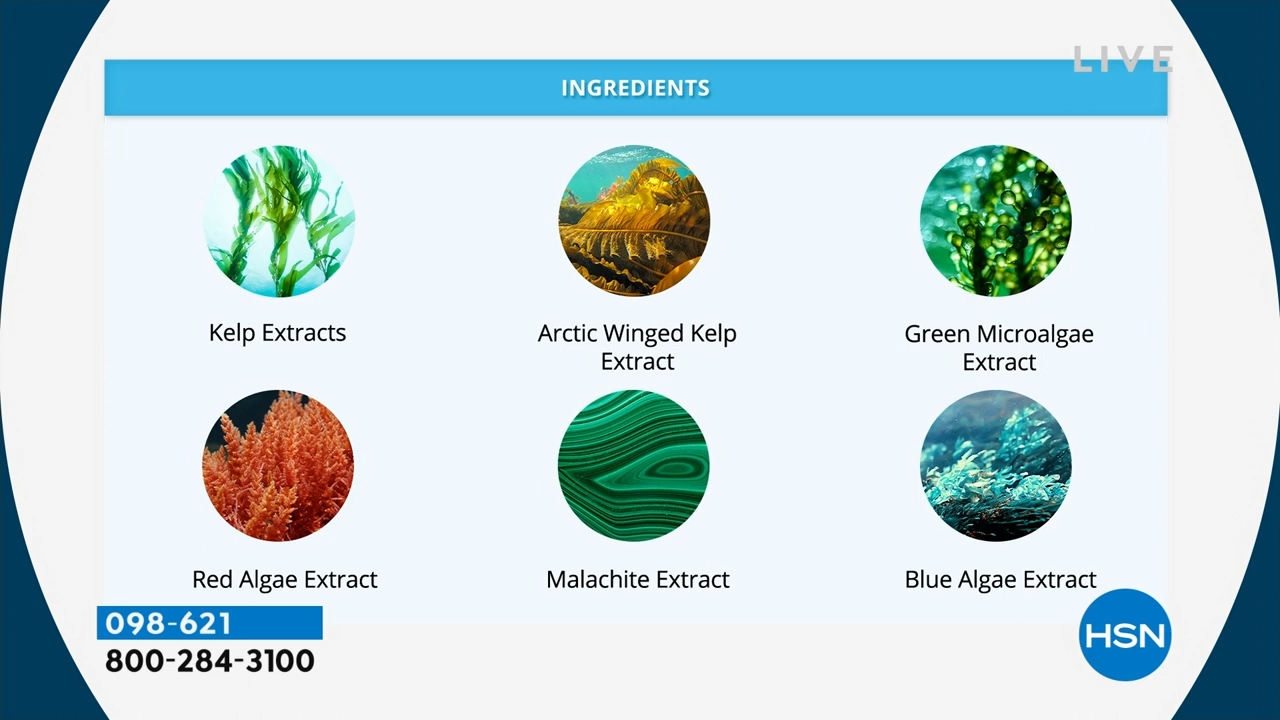 LIVE
INGREDIENTS
Kelp Extracts
Arctic Winged Kelp
Extract
Green Microalgae
Extract
Red Algae Extract
Malachite Extract
Blue Algae Extract
098-621
800-284-3100
HSN